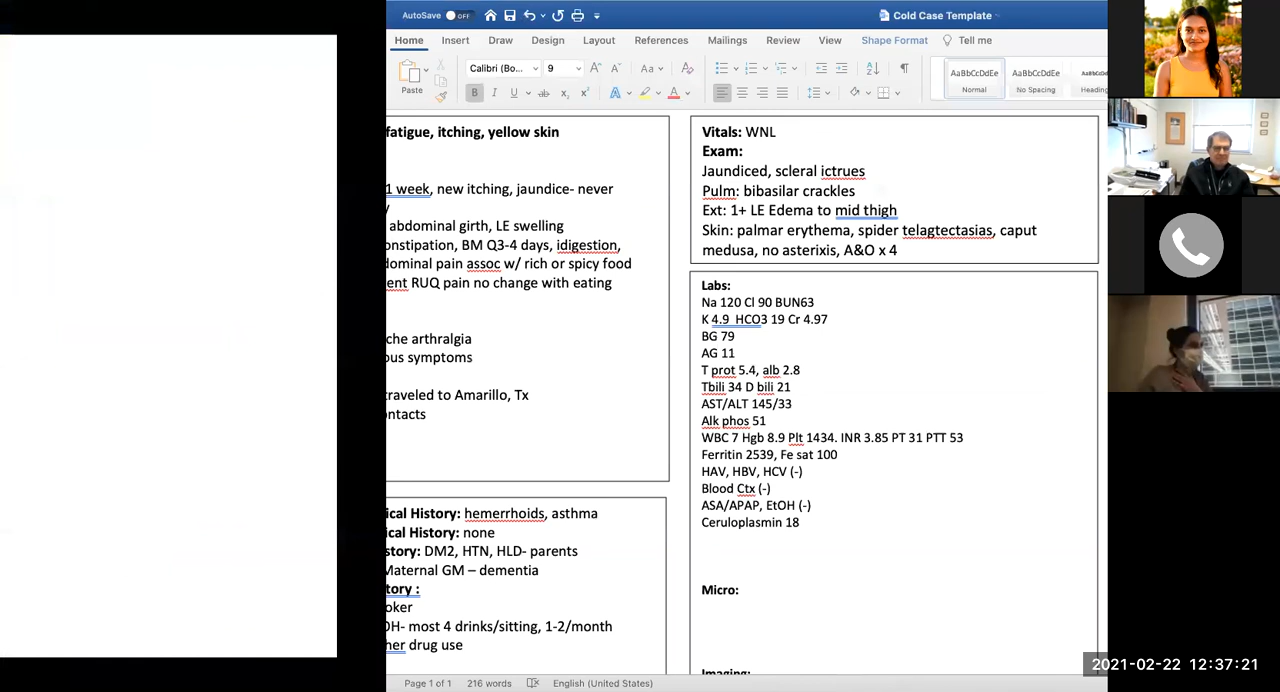 AutoSave OFF
Cold Case Template
Home Insert Draw Design Layout References Mailings Review View Shape Format Tell me
Paste
Calibri (Bo... 9
AaBbCcDdEe AaBbCcDdEe AaBbCcDc
Normal No Spacing Heading
fatigue, itching, yellow skin
1 week, new itching, jaundice- never
/
abdominal girth, LE swelling
onstipation, BM Q3-4 days, idigestion,
dominal pain assoc w/ rich or spicy food
ent RUQ pain no change with eating
che arthralgia
ous symptoms
traveled to Amarillo, Tx
ontacts
ical History: hemerrhoids, asthma
ical History: none
story: DM2, HTN, HLD- parents
Maternal GM – dementia
tory :
oker
OH- most 4 drinks/sitting, 1-2/month
her drug use
Vitals: WNL
Exam:
Jaundiced, scleral ictrues
Pulm: bibasilar crackles
Ext: 1+ LE Edema to mid thigh
Skin: palmar erythema, spider telagtectasias, caput
medusa, no asterixis, A&O x 4
Labs:
Na 120 Cl 90 BUN63
K 4.9 HCO3 19 Cr 4.97
BG 79
AG 11
T prot 5.4, alb 2.8
Tbili 34 D bili 21
AST/ALT 145/33
Alk phos 51
WBC 7 Hgb 8.9 Plt 1434. INR 3.85 PT 31 PTT 53
Ferritin 2539, Fe sat 100
HAV, HBV, HCV (-)
Blood Ctx (-)
ASA/APAP, EtOH (-)
Ceruloplasmin 18
Micro:
Imaging:
Page 1 of 1 216 words English (United States)
2021-02-22 12:37:21